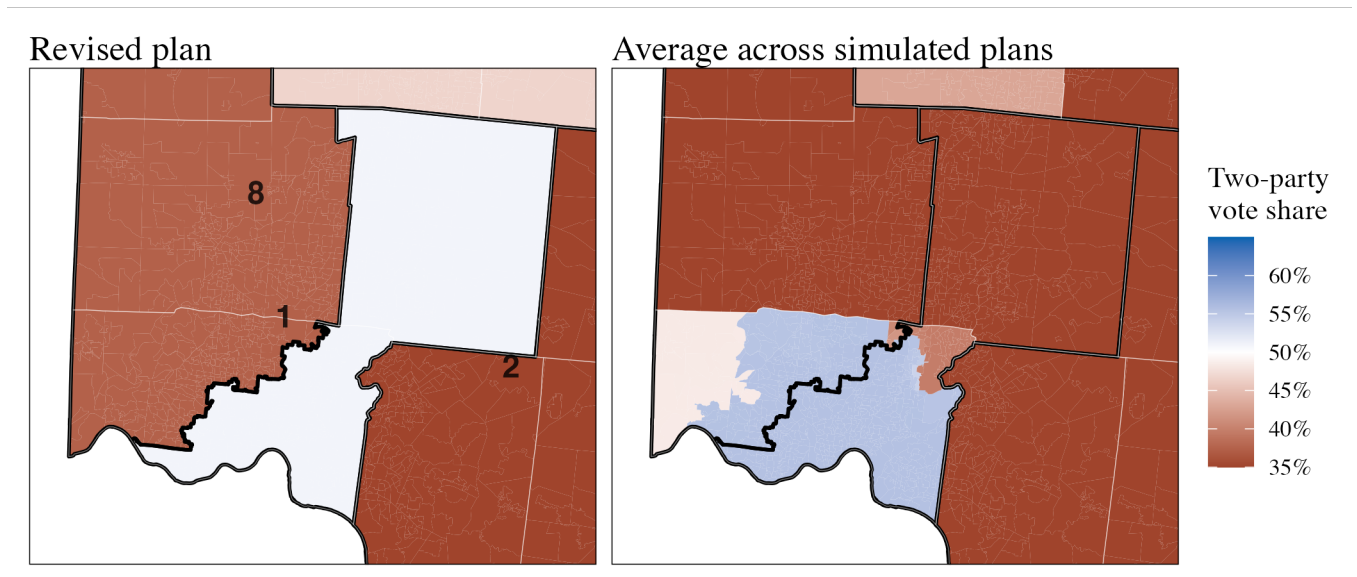 Revised plan
Average across simulated plans
8
1
2
Two-party
vote share
60%
55%
50%
45%
40%
35%